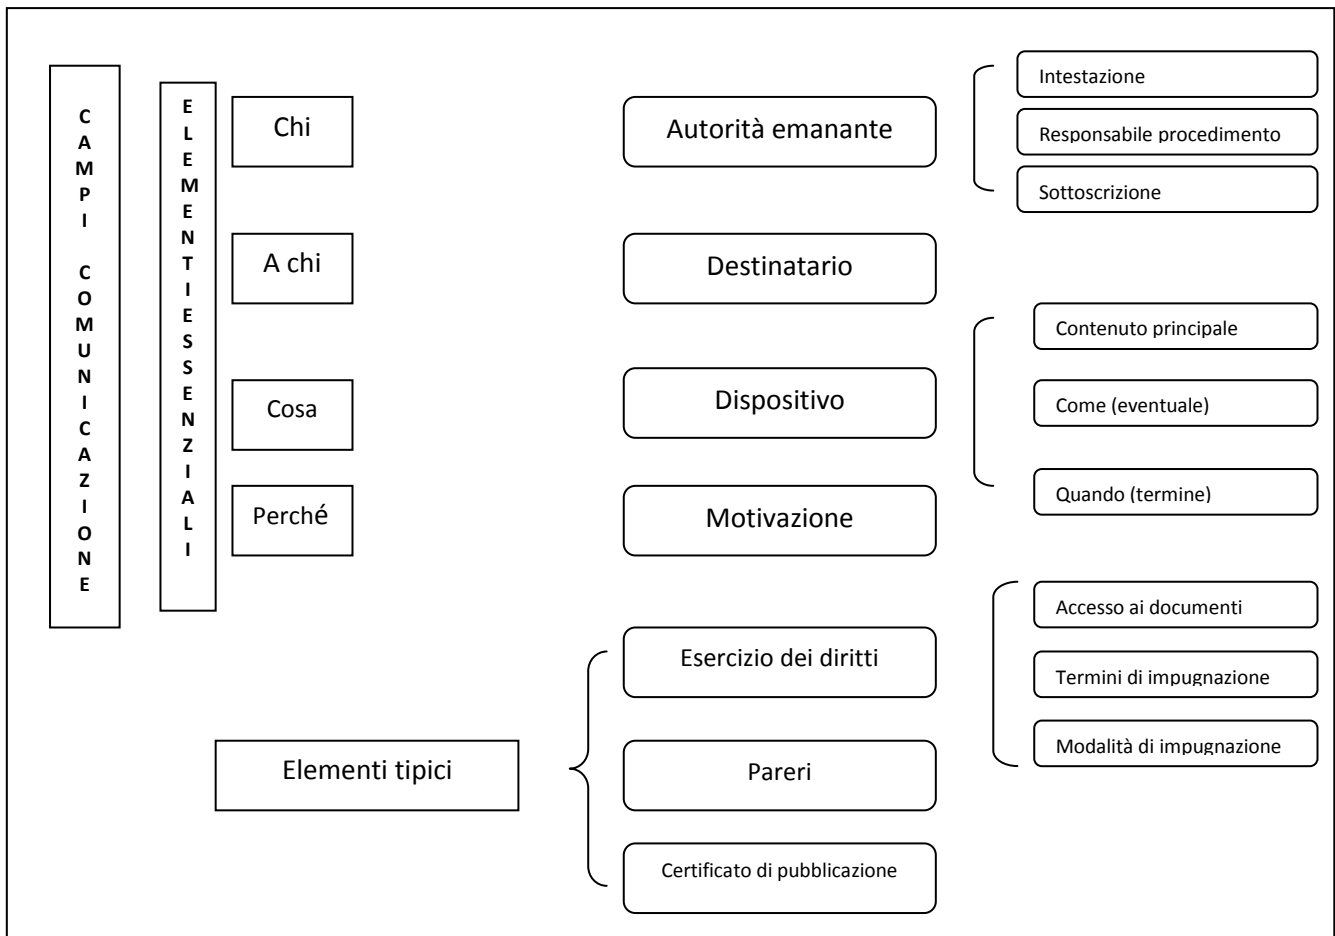 CAMPI COMUNICAZIONE
ELEMENTIESSENZIALI
Chi
Autorità emanante
Intestazione
Responsabile procedimento
Sottoscrizione
A chi
Destinatario
Cosa
Dispositivo
Contenuto principale
Come (eventuale)
Quando (termine)
Perché
Motivazione
Elementi tipici
Esercizio dei diritti
Accesso ai documenti
Termini di impugnazione
Modalità di impugnazione
Pareri
Certificato di pubblicazione